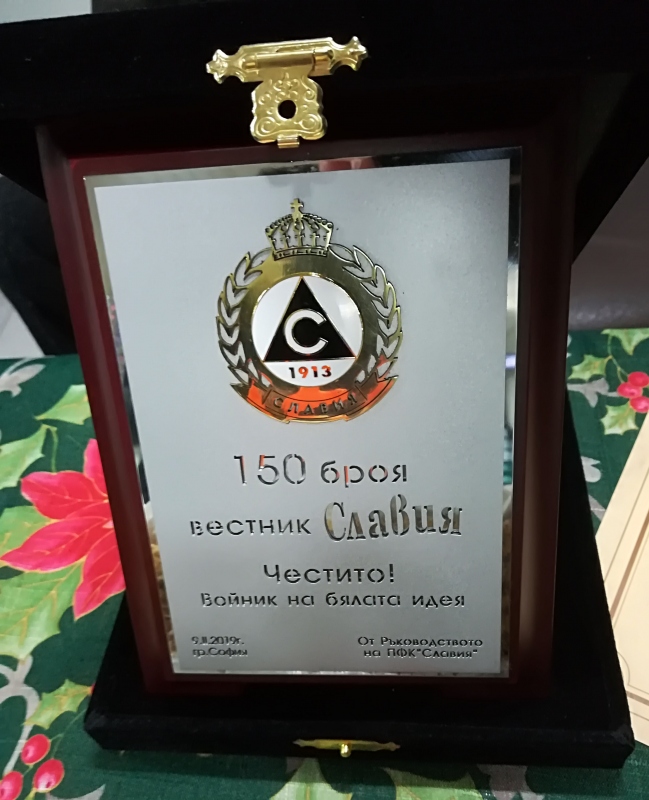 С
1913
СЛАВИЯ
150 броя
вестник Славия
Честито!
Войник на бялата идея
9.II.2019г.
гр.София
От Ръководството
на ПФК"Славия"